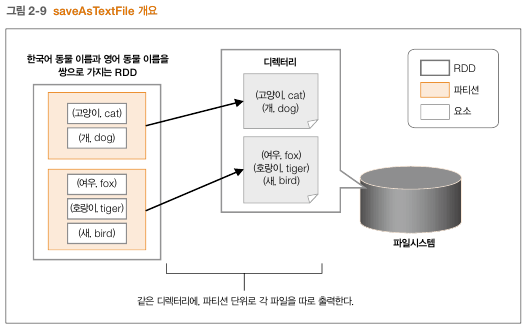 그림 2-9 saveAsTextFile 개요
한국어 동물 이름과 영어 동물 이름을
쌍으로 가지는 RDD
(고양이, cat)
(개, dog)
(여우, fox)
(호랑이, tiger)
(새, bird)
디렉터리
(고양이, cat)
(개, dog)
(여우, fox)
(호랑이, tiger)
(새, bird)
RDD
파티션
요소
파일시스템
같은 디렉터리에, 파티션 단위로 각 파일을 따로 출력한다.